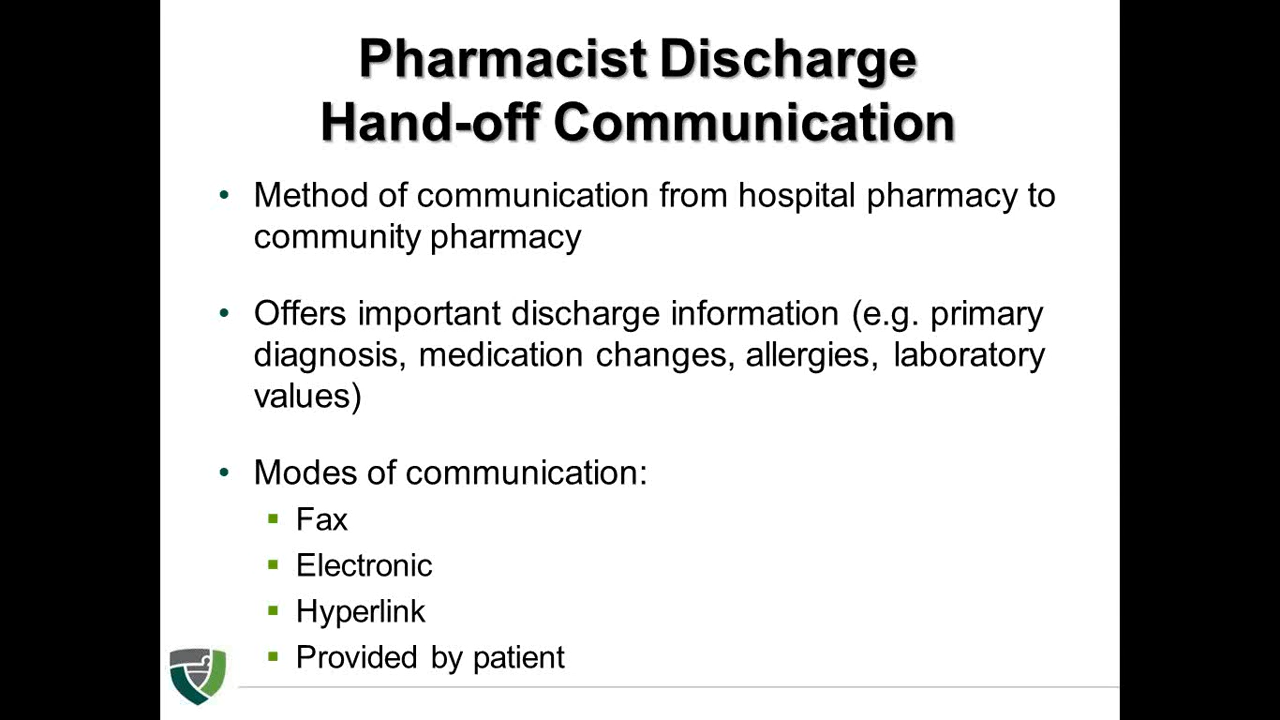 Pharmacist Discharge
Hand-off Communication
• Method of communication from hospital pharmacy to
community pharmacy
• Offers important discharge information (e.g. primary
diagnosis, medication changes, allergies, laboratory
values)
• Modes of communication:
▪ Fax
▪ Electronic
▪ Hyperlink
▪ Provided by patient